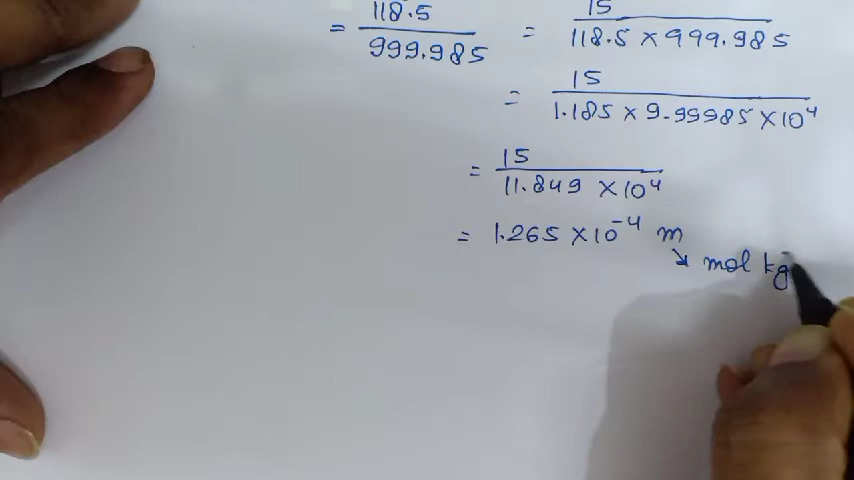 = 118.5 / 999.985 = 15 / 118.5 × 999.985
= 15 / 1.185 × 9.99985 × 10⁴
= 15 / 11.849 × 10⁴
= 1.265 × 10⁻⁴ m
↘ mol kg⁻